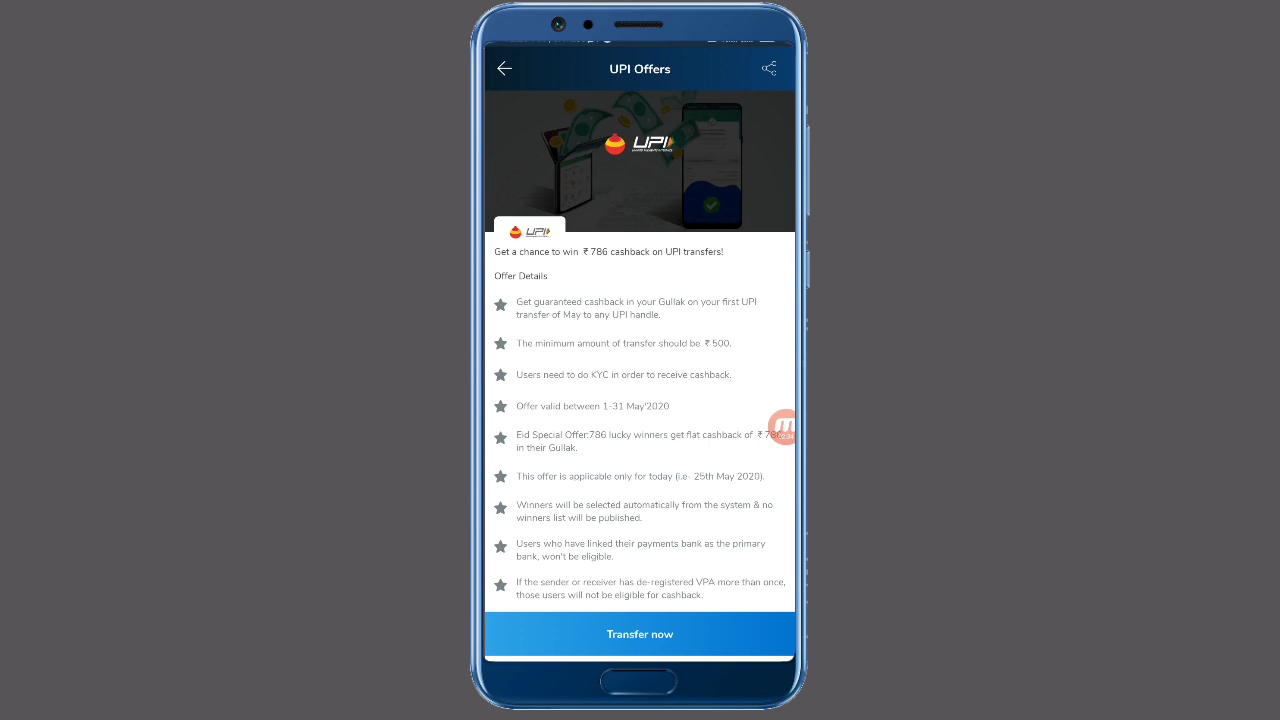 UPI Offers
UPI
UPI
Get a chance to win ₹ 786 cashback on UPI transfers!
Offer Details
Get guaranteed cashback in your Gullak on your first UPI
transfer of May to any UPI handle.
The minimum amount of transfer should be ₹ 500.
Users need to do KYC in order to receive cashback.
Offer valid between 1-31 May'2020
Eid Special Offer:786 lucky winners get flat cashback of ₹ 786
in their Gullak.
This offer is applicable only for today (i.e- 25th May 2020).
Winners will be selected automatically from the system & no
winners list will be published.
Users who have linked their payments bank as the primary
bank, won't be eligible.
If the sender or receiver has de-registered VPA more than once,
those users will not be eligible for cashback.
Transfer now